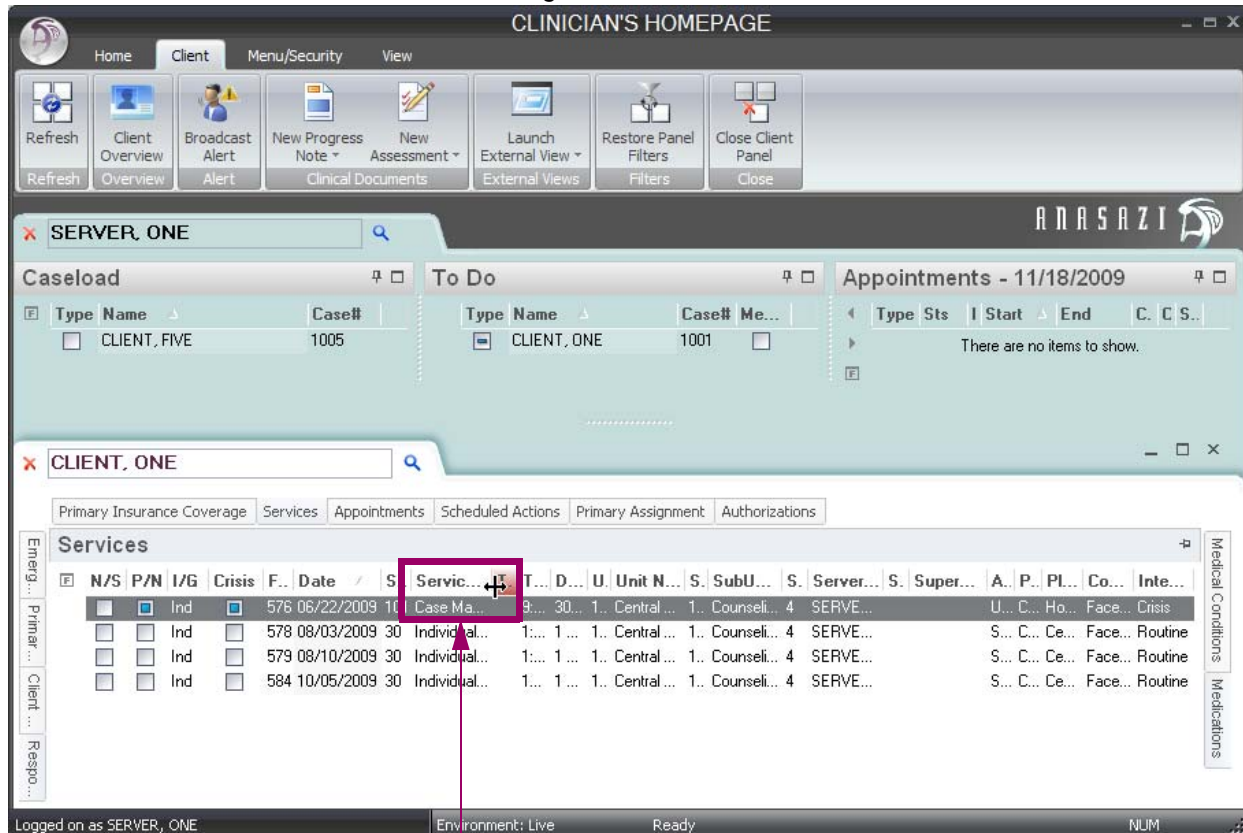 CLINICIAN'S HOMEPAGE
Home Client Menu/Security View
Refresh Client Overview Broadcast Alert New Progress Note New Assessment Launch External View Restore Panel Filters Close Client Panel
Refresh Overview Alert Clinical Documents External Views Filters Close
ANASAZI
SERVER, ONE
Caseload To Do Appointments - 11/18/2009
F Type Name Case# Type Name Case# Me... Type Sts I Start End C. C S..
CLIENT, FIVE 1005 CLIENT, ONE 1001 There are no items to show.
F
CLIENT, ONE
Primary Insurance Coverage Services Appointments Scheduled Actions Primary Assignment Authorizations
Services
F N/S P/N I/G Crisis F.. Date S. Servic... T... D... U. Unit N... S. SubU... S. Server... S. Super... A.. P.. Pl... Co... Inte...
Ind 576 06/22/2009 Case Ma... 30... 1.. Central ... 1.. Counseli... 4 SERVE... U... C... Ho... Face... Crisis
Ind 578 08/03/2009 30 Individual... 1:... 1 ... 1.. Central ... 1.. Counseli... 4 SERVE... S... C... Ce... Face... Routine
Ind 579 08/10/2009 30 Individual... 1:... 1 ... 1.. Central ... 1.. Counseli... 4 SERVE... S... C... Ce... Face... Routine
Ind 584 10/05/2009 30 Individual... 1... 1 ... 1.. Central ... 1.. Counseli... 4 SERVE... S... C... Ce... Face... Routine
Emerg...
Primar...
Client ...
Respo...
Medical Conditions
Medications
Logged on as SERVER, ONE Environment: Live Ready NUM